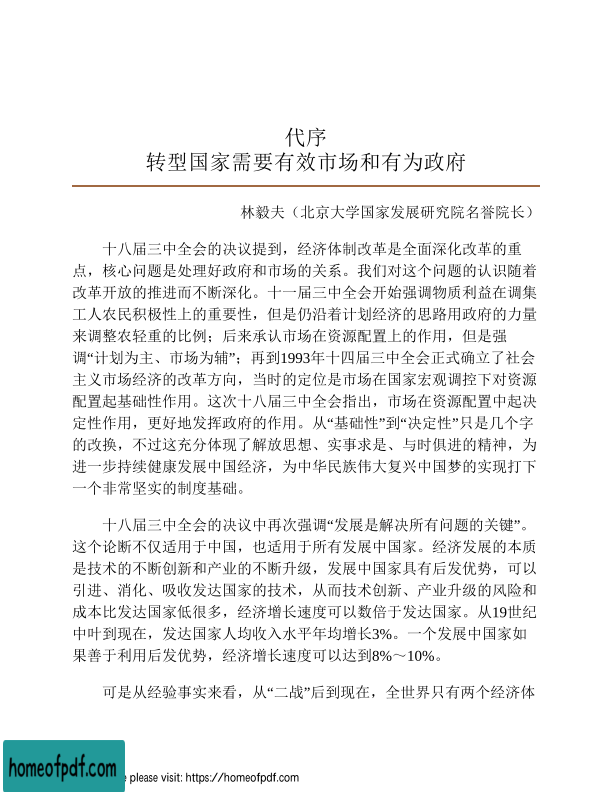 代序
转型国家需要有效市场和有为政府
林毅夫（北京大学国家发展研究院名誉院长）
十八届三中全会的决议提到，经济体制改革是全面深化改革的重
点，核心问题是处理好政府和市场的关系。我们对这个问题的认识随着
改革开放的推进而不断深化。十一届三中全会开始强调物质利益在调集
工人农民积极性上的重要性，但是仍沿着计划经济的思路用政府的力量
来调整农轻重的比例；后来承认市场在资源配置上的作用，但是强
调“计划为主、市场为辅”；再到1993年十四届三中全会正式确立了社会
主义市场经济的改革方向，当时的定位是市场在国家宏观调控下对资源
配置起基础性作用。这次十八届三中全会指出，市场在资源配置中起决
定性作用，更好地发挥政府的作用。从“基础性”到“决定性”只是几个字
的改换，不过这充分体现了解放思想、实事求是、与时俱进的精神，为
进一步持续健康发展中国经济，为中华民族伟大复兴中国梦的实现打下
一个非常坚实的制度基础。
十八届三中全会的决议中再次强调“发展是解决所有问题的关键”。
这个论断不仅适用于中国，也适用于所有发展中国家。经济发展的本质
是技术的不断创新和产业的不断升级，发展中国家具有后发优势，可以
引进、消化、吸收发达国家的技术，从而技术创新、产业升级的风险和
成本比发达国家低很多，经济增长速度可以数倍于发达国家。从19世纪
中叶到现在，发达国家人均收入水平年均增长3%。一个发展中国家如
果善于利用后发优势，经济增长速度可以达到8%～10%。
可是从经验事实来看，从“二战”后到现在，全世界只有两个经济体
homeofpdf.com
please visit: https://homeofpdf.com